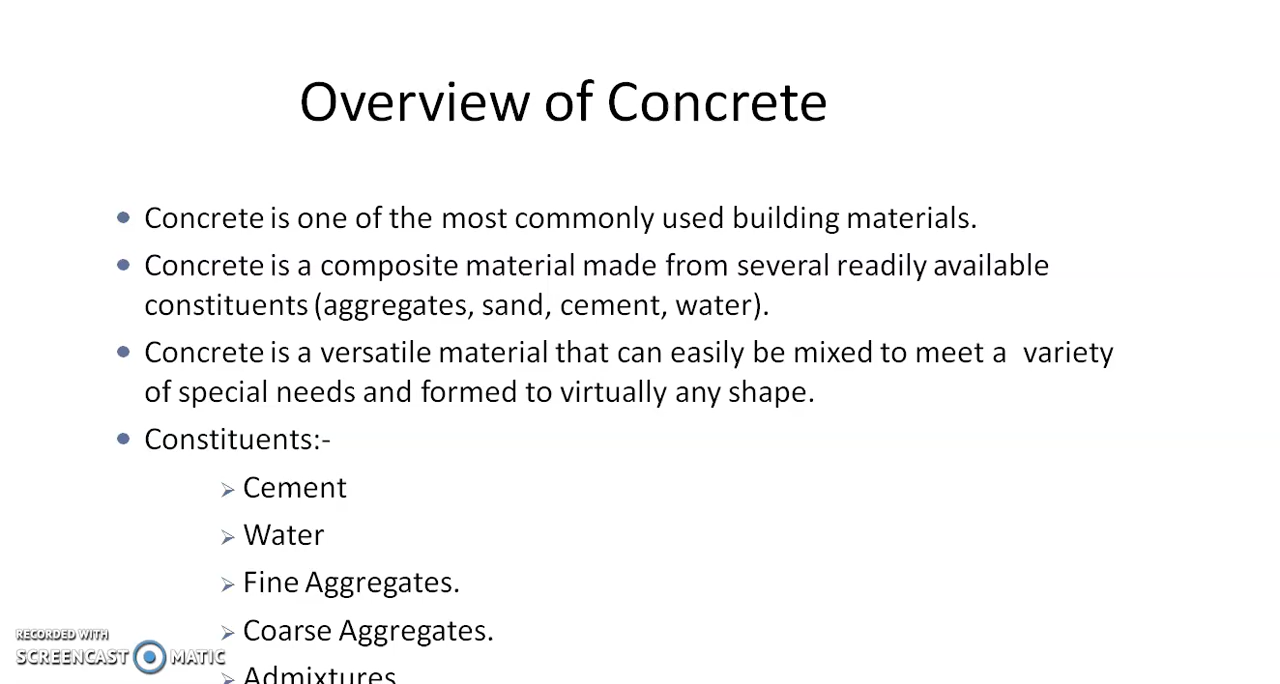 Overview of Concrete
• Concrete is one of the most commonly used building materials.
• Concrete is a composite material made from several readily available
constituents (aggregates, sand, cement, water).
• Concrete is a versatile material that can easily be mixed to meet a  variety
of special needs and formed to virtually any shape.
• Constituents:-
➢ Cement
➢ Water
➢ Fine Aggregates.
➢ Coarse Aggregates.
➢ Admixtures
RECORDED WITH
SCREENCAST MATIC